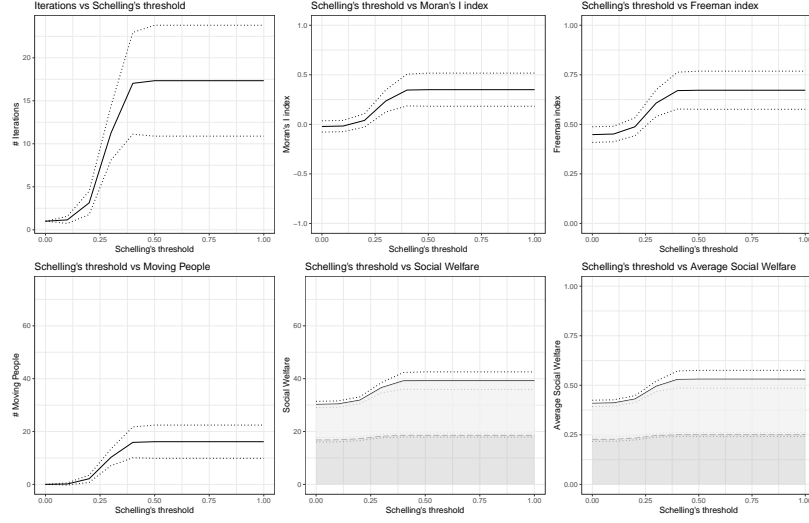 Iterations vs Schelling's threshold
Schelling's threshold vs Moran's I index
Schelling's threshold vs Freeman index
# Iterations
20
15
10
5
0
0.00 0.25 0.50 0.75 1.00
Schelling's threshold
Moran's I index
1.0
0.5
0.0
−0.5
−1.0
0.00 0.25 0.50 0.75 1.00
Schelling's threshold
Freeman index
1.00
0.75
0.50
0.25
0.00
0.00 0.25 0.50 0.75 1.00
Schelling's threshold
Schelling's threshold vs Moving People
Schelling's threshold vs Social Welfare
Schelling's threshold vs Average Social Welfare
# Moving People
60
40
20
0
0.00 0.25 0.50 0.75 1.00
Schelling's threshold
Social Welfare
60
40
20
0
0.00 0.25 0.50 0.75 1.00
Schelling's threshold
Average Social Welfare
1.00
0.75
0.50
0.25
0.00
0.00 0.25 0.50 0.75 1.00
Schelling's threshold